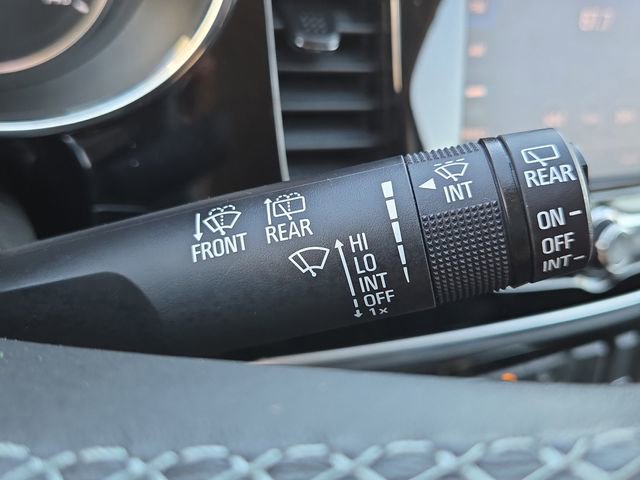 FRONT
REAR
HI
LO
INT
OFF
1x
INT
REAR
ON
OFF
INT